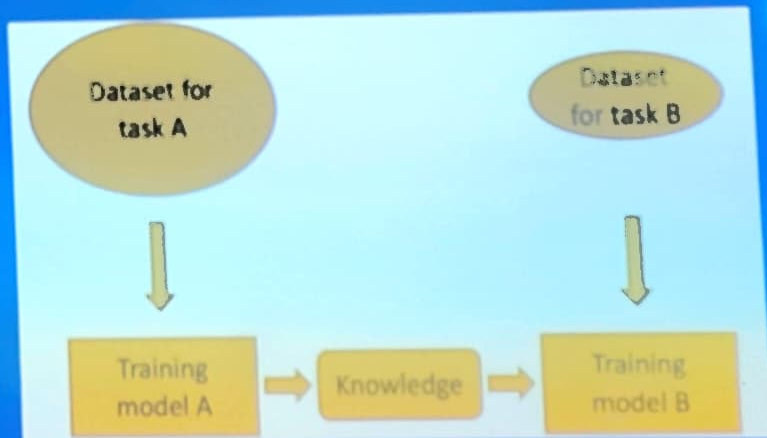 Dataset for
task A
Dataset
for task B
Training
model A
Knowledge
Training
model B